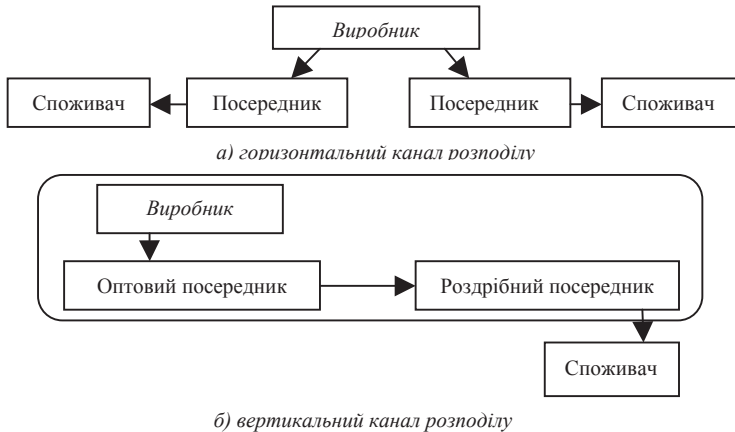 Виробник
Споживач Посередник Посередник Споживач
а) горизонтальний канал розподілу
Виробник
Оптовий посередник Роздрібний посередник
Споживач
б) вертикальний канал розподілу